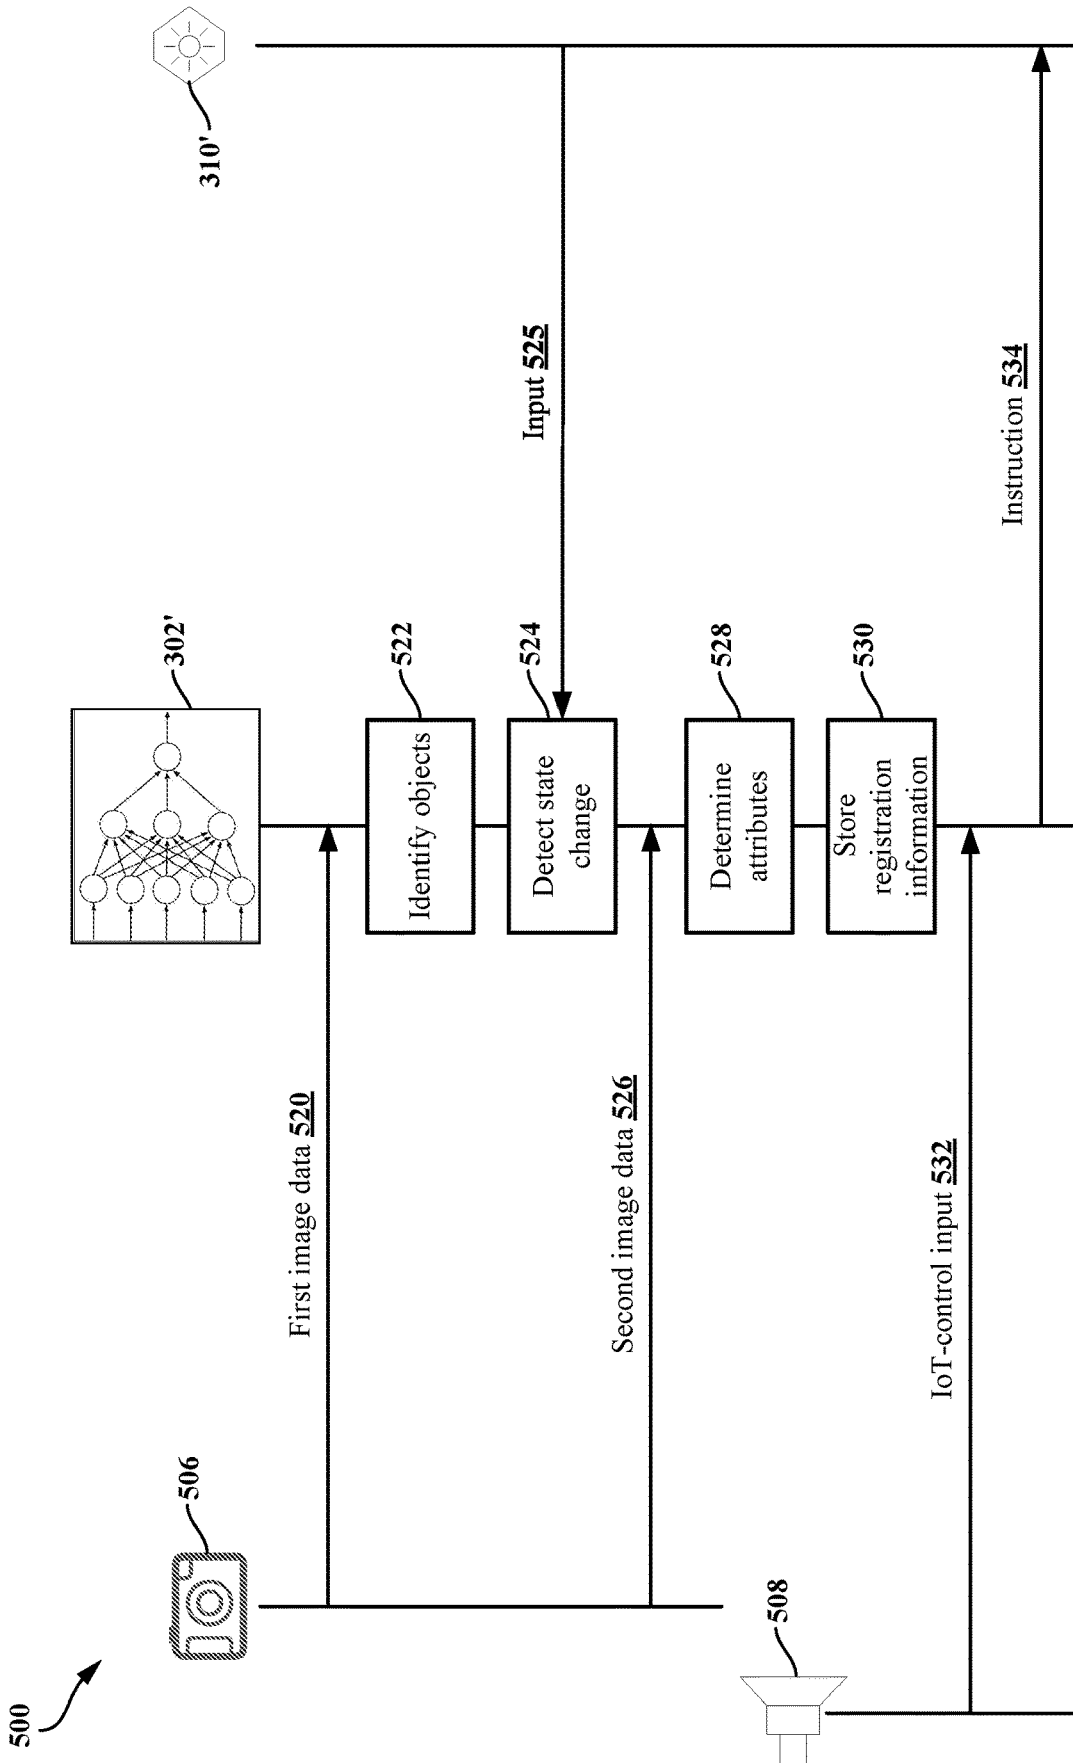 500
506
302'
310'
First image data 520
522
Identify objects
524
Detect state
change
Input 525
Second image data 526
528
Determine
attributes
530
Store
registration
information
508
IoT-control input 532
Instruction 534